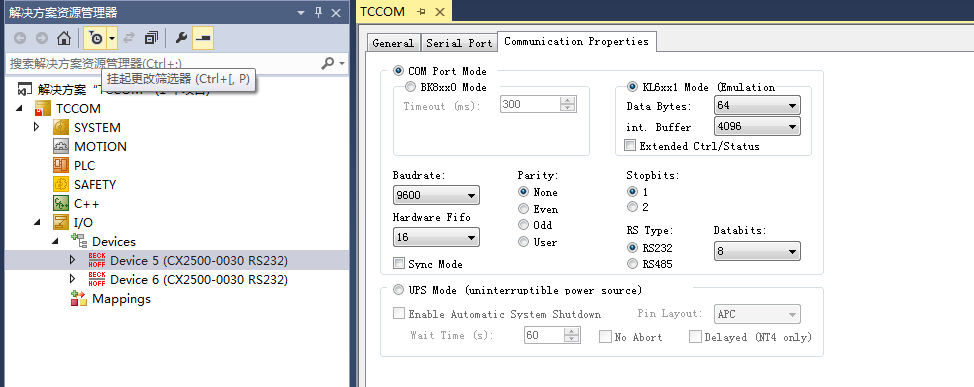 解决方案资源管理器
搜索解决方案资源管理器(Ctrl+;)
挂起更改筛选器 (Ctrl+[, P)
解决方案"TCCOM"
TCCOM
SYSTEM
MOTION
PLC
SAFETY
C++
I/O
Devices
BECK
HOFF
Device 5 (CX2500-0030 RS232)
BECK
HOFF
Device 6 (CX2500-0030 RS232)
Mappings
TCCOM
General
Serial Port
Communication Properties
COM Port Mode
BK8xx0 Mode
Timeout (ms):
300
KL6xx1 Mode (Emulation
Data Bytes:
64
int. Buffer
4096
Extended Ctrl/Status
Baudrate:
9600
Hardware Fifo
16
Sync Mode
Parity:
None
Even
Odd
User
Stopbits:
1
2
RS Type:
RS232
RS485
Databits:
8
UPS Mode (uninterruptible power source)
Enable Automatic System Shutdown
Pin Layout:
APC
Wait Time (s):
60
No Abort
Delayed (NT4 only)